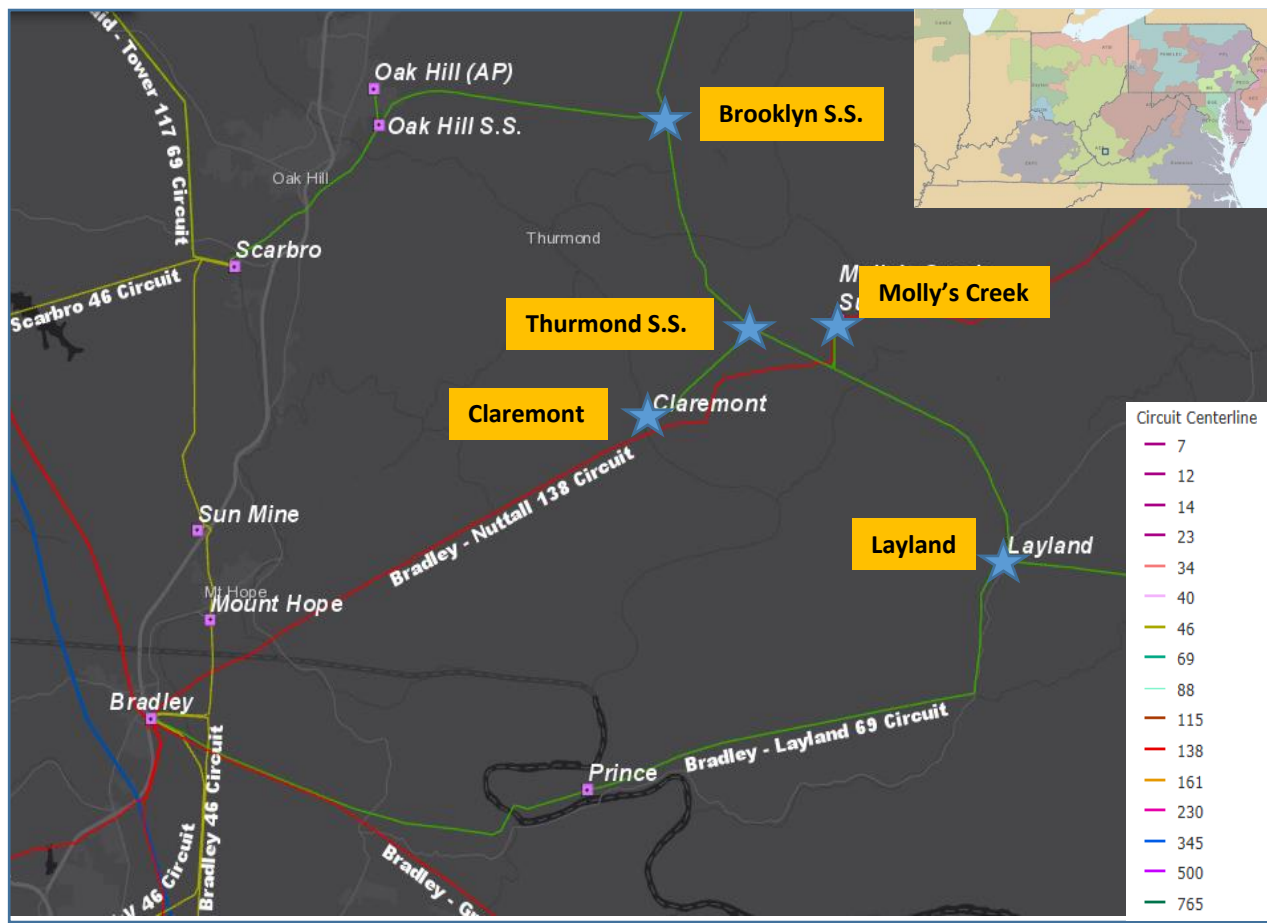 aid - Tower 117 69 Circuit
Oak Hill (AP)
Oak Hill S.S.
Brooklyn S.S.
Oak Hill
Thurmond
Scarbro
Scarbro 46 Circuit
Molly's Creek
Thurmond S.S.
Claremont
Claremont
Bradley - Nuttall 138 Circuit
Sun Mine
Layland
Layland
Mt Hope
Mount Hope
Bradley
Bradley - Layland 69 Circuit
Prince
Bradley 46 Circuit
y 46 Circuit
Bradley - G
Circuit Centerline
7
12
14
23
34
40
46
69
88
115
138
161
230
345
500
765